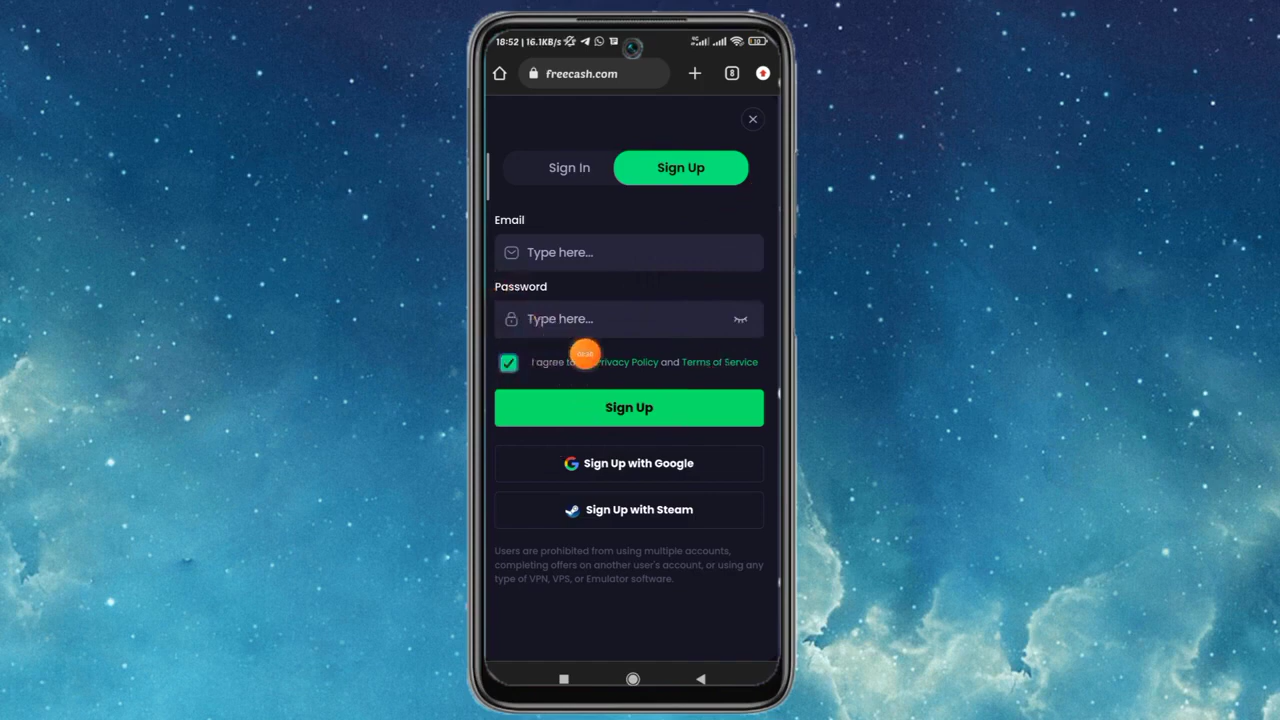 18:52 | 16.1KB/s
4G
10
freecash.com
8
Sign In
Sign Up
Email
Type here...
Password
Type here...
I agree to Privacy Policy and Terms of Service
Sign Up
Sign Up with Google
Sign Up with Steam
Users are prohibited from using multiple accounts,
completing offers on another user's account, or using any
type of VPN, VPS, or Emulator software.